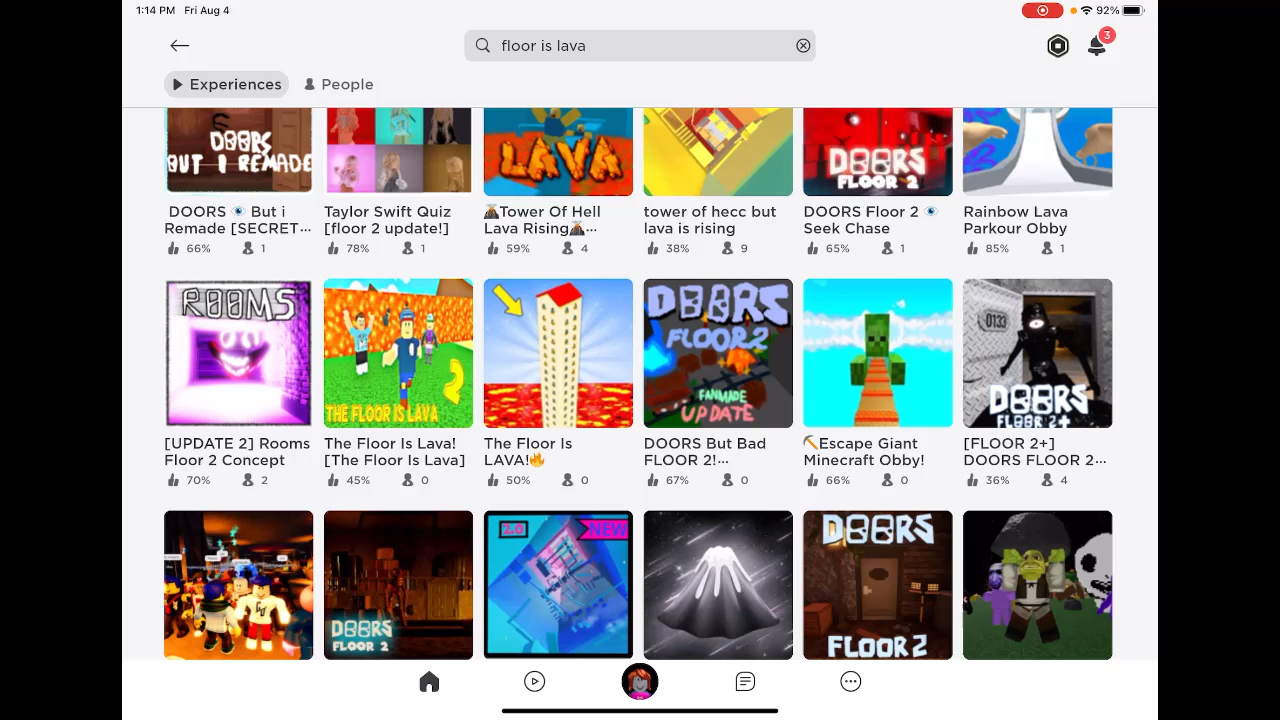 1:14 PM Fri Aug 4
92%
floor is lava
3
Experiences
People
DOORS
BUT I REMADE
LAVA
DOORS
FLOOR 2
DOORS 👁 But i
Remade [SECRET...
Taylor Swift Quiz
[floor 2 update!]
🌋Tower Of Hell
Lava Rising🌋...
tower of hecc but
lava is rising
DOORS Floor 2 👁
Seek Chase
Rainbow Lava
Parkour Obby
66% 1
78% 1
59% 4
38% 9
65% 1
85% 1
ROOMS
THE FLOOR IS LAVA
DOORS
FLOOR 2
FANMADE
UPDATE
0133
DOORS
FLOOR 2+
[UPDATE 2] Rooms
Floor 2 Concept
The Floor Is Lava!
[The Floor Is Lava]
The Floor Is
LAVA!🔥
DOORS But Bad
FLOOR 2!...
⛏️Escape Giant
Minecraft Obby!
[FLOOR 2+]
DOORS FLOOR 2...
70% 2
45% 0
50% 0
67% 0
66% 0
36% 4
DOORS
FLOOR 2
2.0
NEW
DOORS
FLOOR 2